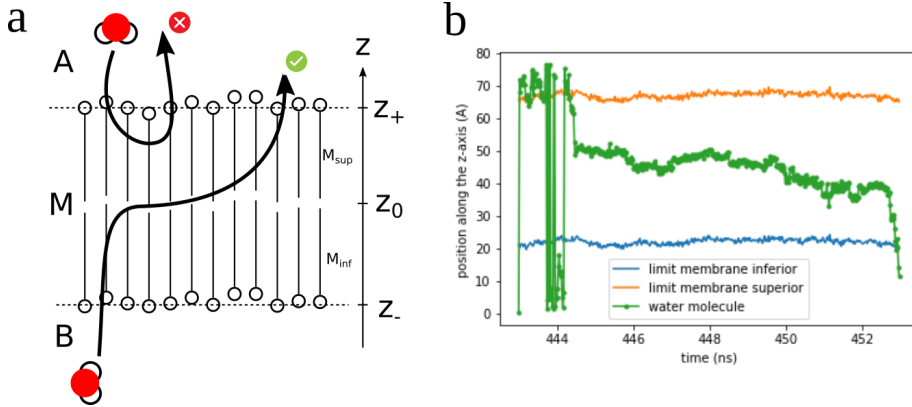 a
A
M
B
z
Z+
Z0
Z-
Msup
Minf
b
position along the z-axis (A)
80
70
60
50
40
30
20
10
0
444
446
448
450
452
time (ns)
limit membrane inferior
limit membrane superior
water molecule